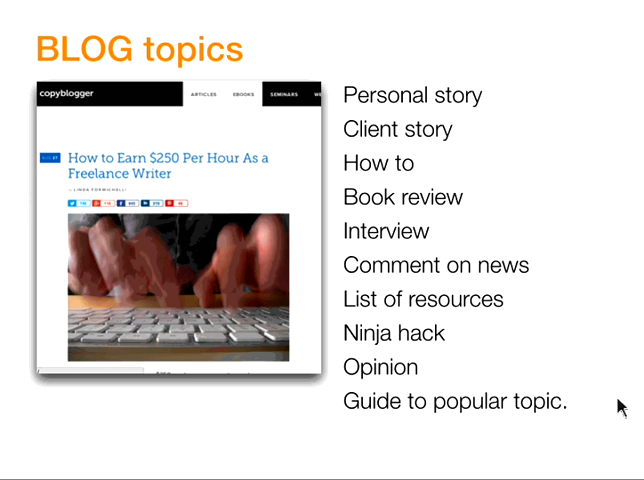 BLOG topics
copyblogger
ARTICLES
EBOOKS
SEMINARS
How to Earn $250 Per Hour As a
Freelance Writer
Personal story
Client story
How to
Book review
Interview
Comment on news
List of resources
Ninja hack
Opinion
Guide to popular topic.